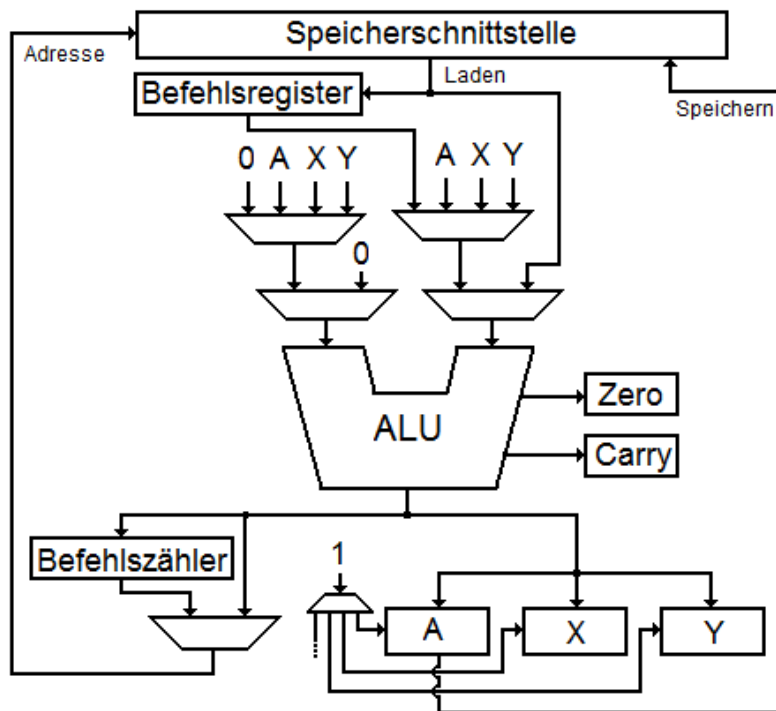 Speicherschnittstelle
Adresse
Laden
Befehlsregister
Speichern
0 A X Y
A X Y
0
ALU
Zero
Carry
Befehlszähler
1
A
X
Y